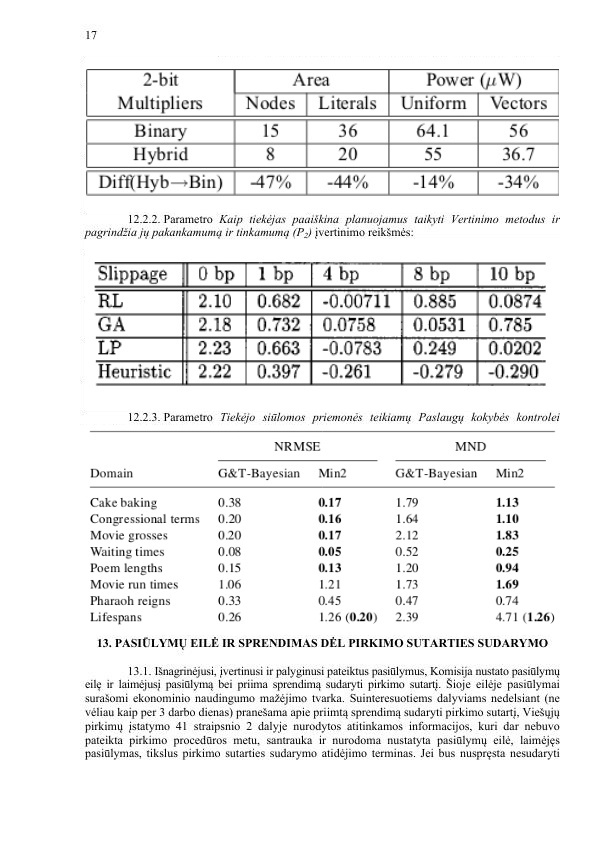 17
2-bit Area Power (μW)
Multipliers Nodes Literals Uniform Vectors
Binary 15 36 64.1 56
Hybrid 8 20 55 36.7
Diff(Hyb→Bin) -47% -44% -14% -34%
12.2.2. Parametro Kaip tiekėjas paaiškina planuojamus taikyti Vertinimo metodus ir
pagrindžia jų pakankamumą ir tinkamumą (P2) įvertinimo reikšmės:
Slippage 0 bp 1 bp 4 bp 8 bp 10 bp
RL 2.10 0.682 -0.00711 0.885 0.0874
GA 2.18 0.732 0.0758 0.0531 0.785
LP 2.23 0.663 -0.0783 0.249 0.0202
Heuristic 2.22 0.397 -0.261 -0.279 -0.290
12.2.3. Parametro Tiekėjo siūlomos priemonės teikiamų Paslaugų kokybės kontrolei
NRMSE MND
Domain G&T-Bayesian Min2 G&T-Bayesian Min2
Cake baking 0.38 0.17 1.79 1.13
Congressional terms 0.20 0.16 1.64 1.10
Movie grosses 0.20 0.17 2.12 1.83
Waiting times 0.08 0.05 0.52 0.25
Poem lengths 0.15 0.13 1.20 0.94
Movie run times 1.06 1.21 1.73 1.69
Pharaoh reigns 0.33 0.45 0.47 0.74
Lifespans 0.26 1.26 (0.20) 2.39 4.71 (1.26)
13. PASIŪLYMŲ EILĖ IR SPRENDIMAS DĖL PIRKIMO SUTARTIES SUDARYMO
13.1. Išnagrinėjusi, įvertinusi ir palyginusi pateiktus pasiūlymus, Komisija nustato pasiūlymų
eilę ir laimėjusį pasiūlymą bei priima sprendimą sudaryti pirkimo sutartį. Šioje eilėje pasiūlymai
surašomi ekonominio naudingumo mažėjimo tvarka. Suinteresuotiems dalyviams nedelsiant (ne
vėliau kaip per 3 darbo dienas) pranešama apie priimtą sprendimą sudaryti pirkimo sutartį, Viešųjų
pirkimų įstatymo 41 straipsnio 2 dalyje nurodytos atitinkamos informacijos, kuri dar nebuvo
pateikta pirkimo procedūros metu, santrauka ir nurodoma nustatyta pasiūlymų eilė, laimėjęs
pasiūlymas, tikslus pirkimo sutarties sudarymo atidėjimo terminas. Jei bus nuspręsta nesudaryti